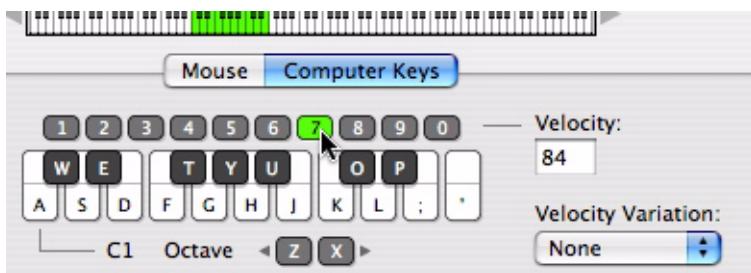 Mouse Computer Keys
1 2 3 4 5 6 7 8 9 0 Velocity:
84
W E T Y U O P
A S D F G H J K L ; '
Velocity Variation:
C1 Octave Z X None